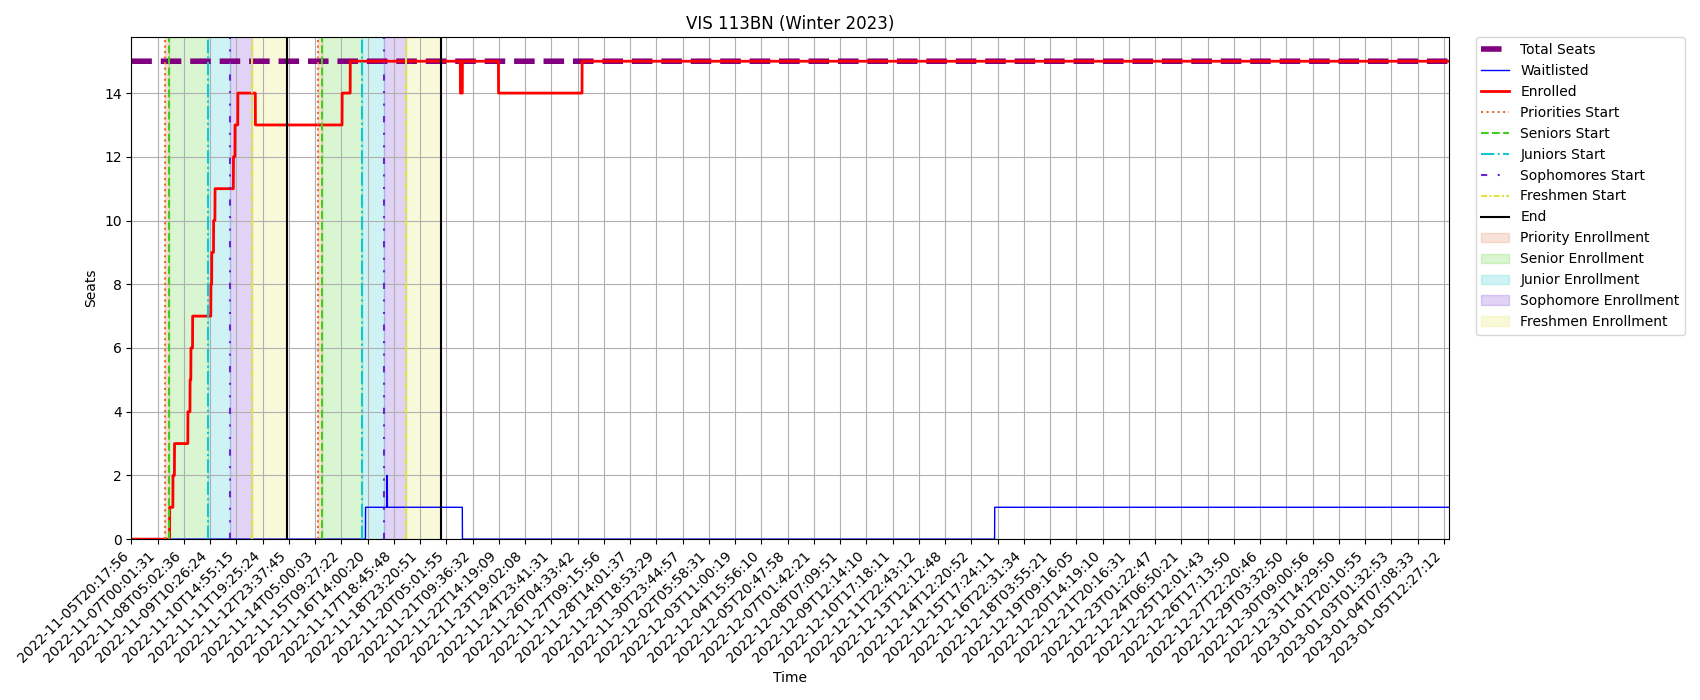 VIS 113BN (Winter 2023)
Total Seats
Waitlisted
Enrolled
Priorities Start
Seniors Start
Juniors Start
Sophomores Start
Freshmen Start
End
Priority Enrollment
Senior Enrollment
Junior Enrollment
Sophomore Enrollment
Freshmen Enrollment
Seats
14
12
10
8
6
4
2
0
2022-11-05T20:17:56
2022-11-07T00:01:31
2022-11-08T05:02:36
2022-11-09T10:26:24
2022-11-10T14:55:15
2022-11-11T19:25:24
2022-11-12T23:37:45
2022-11-14T05:00:03
2022-11-15T09:27:22
2022-11-16T14:00:20
2022-11-17T18:45:48
2022-11-18T23:20:51
2022-11-20T05:01:55
2022-11-21T09:36:32
2022-11-22T14:19:09
2022-11-23T19:02:08
2022-11-24T23:41:31
2022-11-26T04:33:42
2022-11-27T09:15:56
2022-11-28T14:01:37
2022-11-29T18:53:29
2022-11-30T23:44:57
2022-12-02T05:58:31
2022-12-03T11:00:19
2022-12-04T15:56:10
2022-12-05T20:47:58
2022-12-07T01:42:21
2022-12-08T07:09:51
2022-12-09T12:14:10
2022-12-10T17:18:11
2022-12-11T22:43:12
2022-12-13T12:12:48
2022-12-14T12:20:52
2022-12-15T17:24:11
2022-12-16T22:31:34
2022-12-18T03:55:21
2022-12-19T09:16:05
2022-12-20T14:19:10
2022-12-21T20:16:31
2022-12-23T01:22:47
2022-12-24T06:50:21
2022-12-25T12:01:43
2022-12-26T17:13:50
2022-12-27T22:20:46
2022-12-29T03:32:50
2022-12-30T09:00:56
2022-12-31T14:29:50
2023-01-01T20:10:55
2023-01-03T01:32:53
2023-01-04T07:08:33
2023-01-05T12:27:12
Time